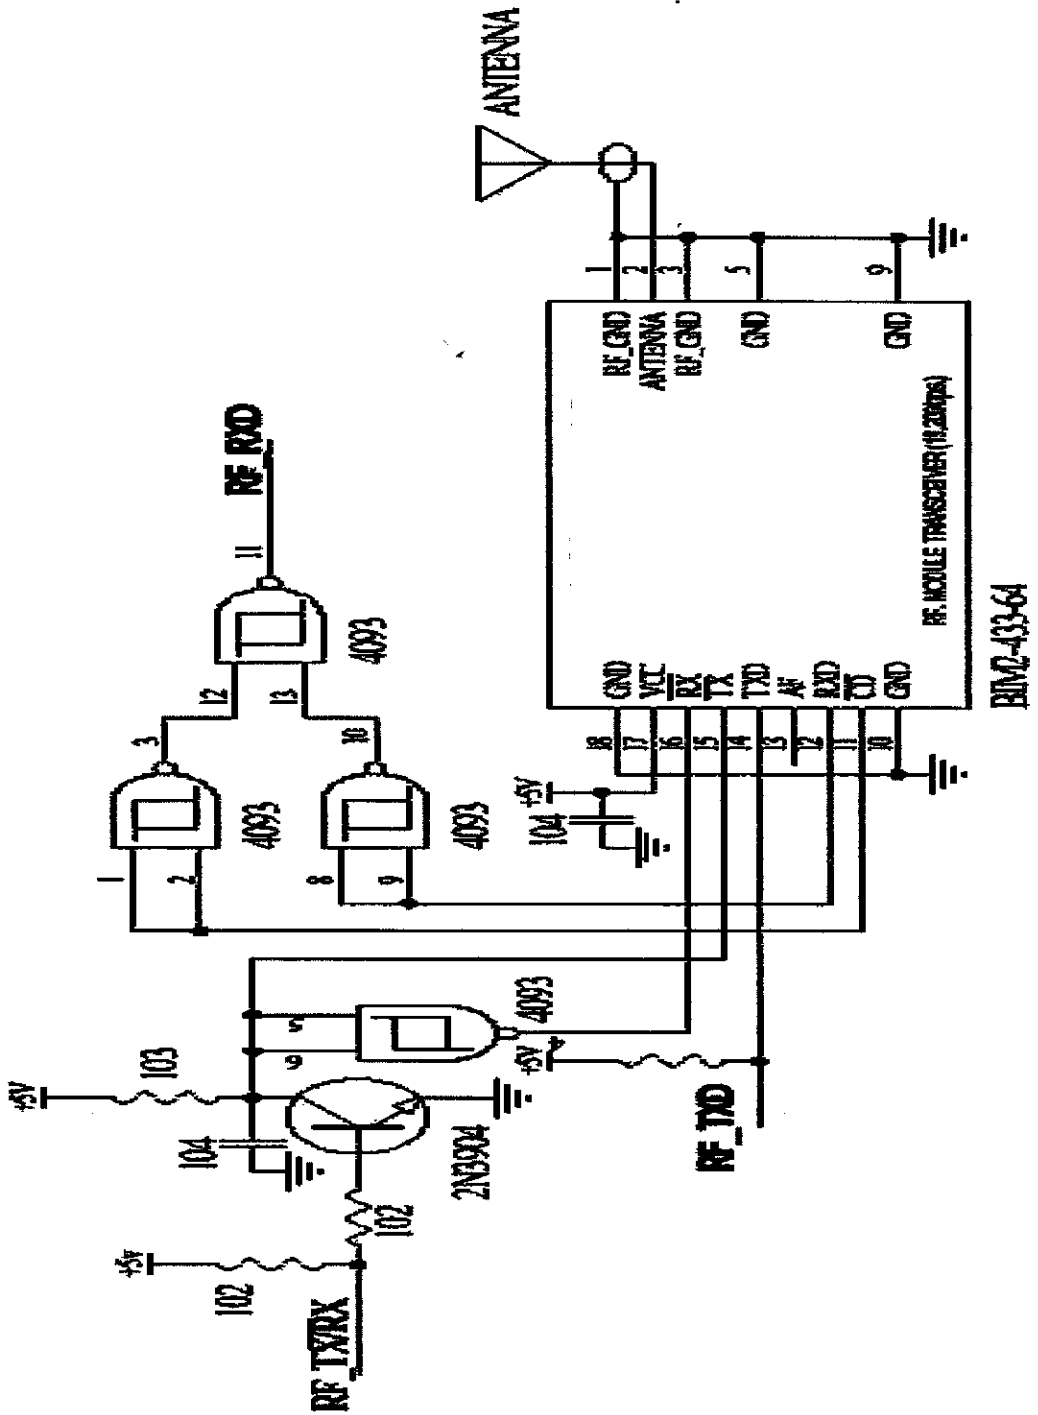 +5V
+5V
102
RF_TX/RX
102
104
103
2N3904
6
5
4093
+5V
RF_TXD
1
2
4093
3
8
9
4093
10
12
13
4093
11
RF_RXD
+5V
104
18 GND
17 VCC
16 RX
15 TX
14 TXD
13 AF
12 RXD
11 CD
10 GND
1 RF_GND
2 ANTENNA
3 RF_GND
5 GND
9 GND
ANTENNA
RF. MODULE TRANSCEIVER
BIM2-433-64